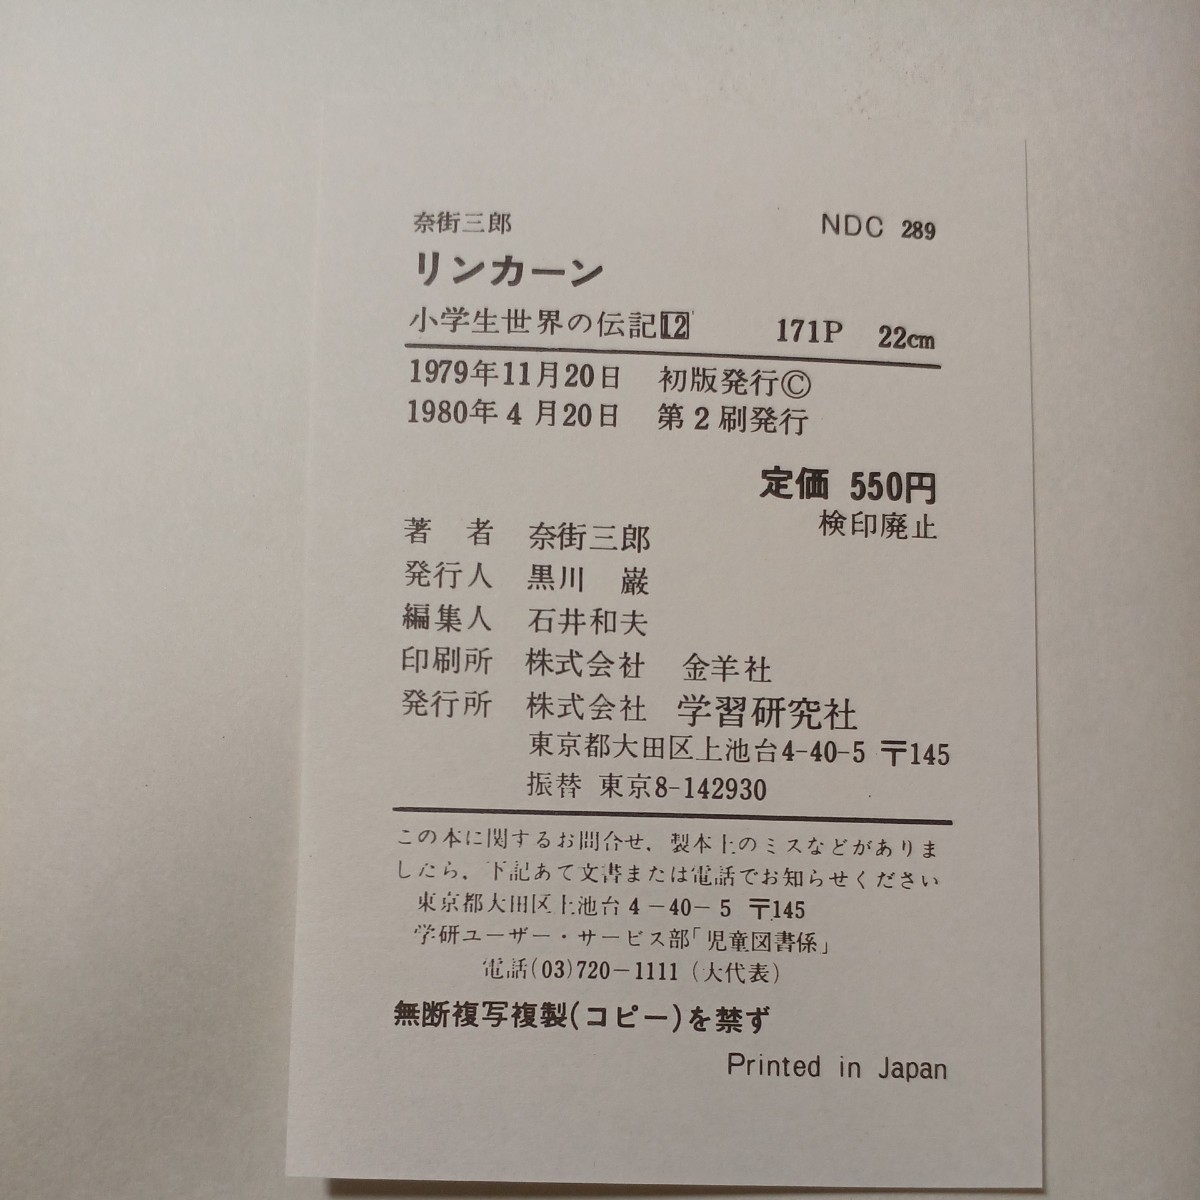 奈街三郎 NDC 289
リンカーン
小学生世界の伝記12 171P 22cm
1979年11月20日 初版発行©
1980年4月20日 第2刷発行
定価 550円
検印廃止
著者 奈街三郎
発行人 黒川 巌
編集人 石井和夫
印刷所 株式会社 金羊社
発行所 株式会社 学習研究社
東京都大田区上池台4-40-5 〒145
振替 東京8-142930
この本に関するお問合せ,製本上のミスなどがありま
したら,下記あて文書または電話でお知らせください
東京都大田区上池台4-40-5 〒145
学研ユーザー・サービス部「児童図書係」
電話(03)720-1111(大代表)
無断複写複製(コピー)を禁ず
Printed in Japan